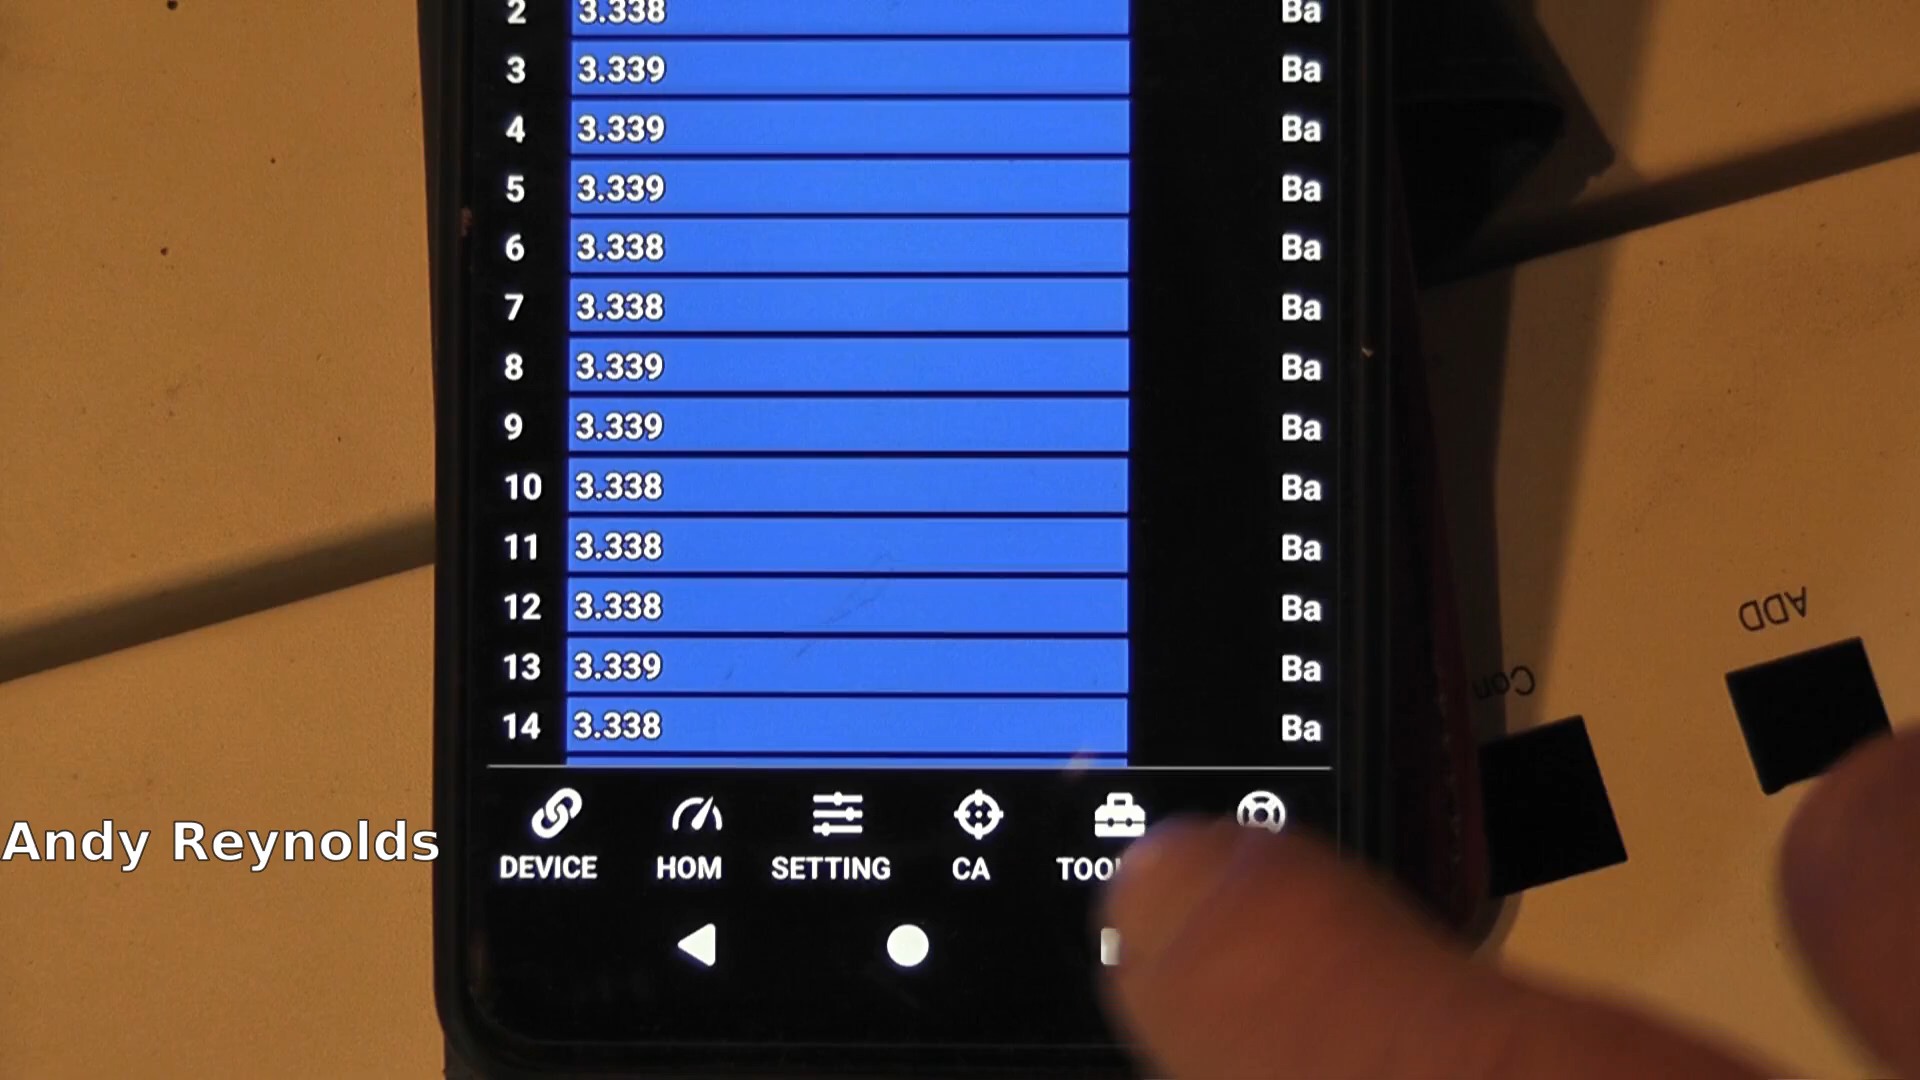 2 3.338 Ba
3 3.339 Ba
4 3.339 Ba
5 3.339 Ba
6 3.338 Ba
7 3.338 Ba
8 3.339 Ba
9 3.339 Ba
10 3.338 Ba
11 3.338 Ba
12 3.338 Ba
13 3.339 Ba
14 3.338 Ba
DEVICE HOM SETTING CA TOO
ADD
Con
Andy Reynolds